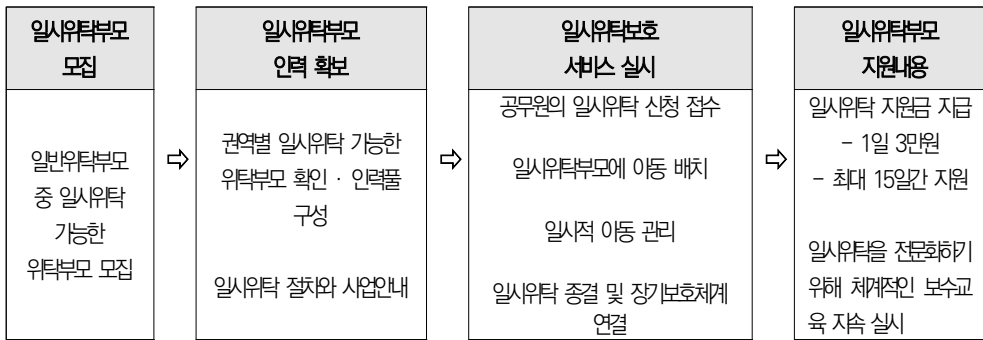 일시위탁부모
모집
일반위탁부모
중 일시위탁
가능한
위탁부모 모집
⇨
일시위탁부모
인력 확보
권역별 일시위탁 가능한
위탁부모 확인 · 인력풀
구성
일시위탁 절차와 사업안내
⇨
일시위탁보호
서비스 실시
공무원의 일시위탁 신청 접수
일시위탁부모에 아동 배치
일시적 아동 관리
일시위탁 종결 및 장기보호체계
연결
⇨
일시위탁부모
지원내용
일시위탁 지원금 지급
- 1일 3만원
- 최대 15일간 지원
일시위탁을 전문화하기
위해 체계적인 보수교
육 지속 실시